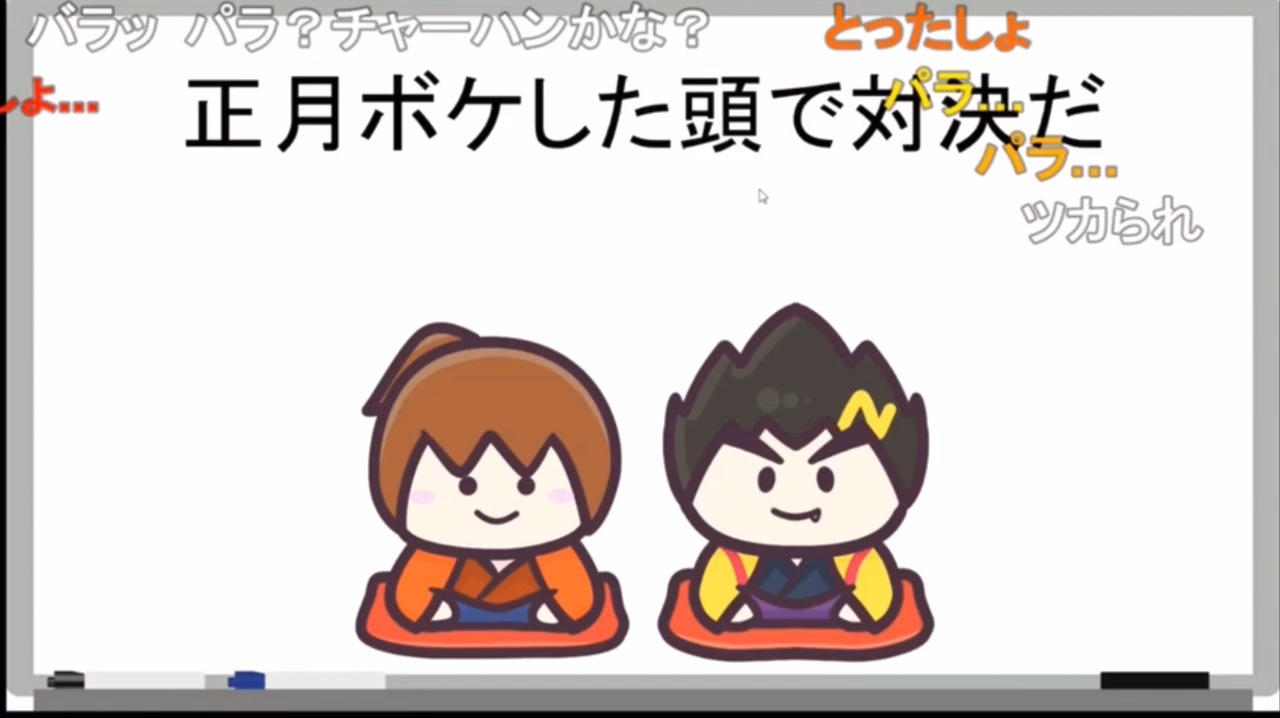 バラッ パラ？チャーハンかな？
とったしょ
しよ...
正月ボケした頭で対決だ
パラ...
パラ...
ツカられ